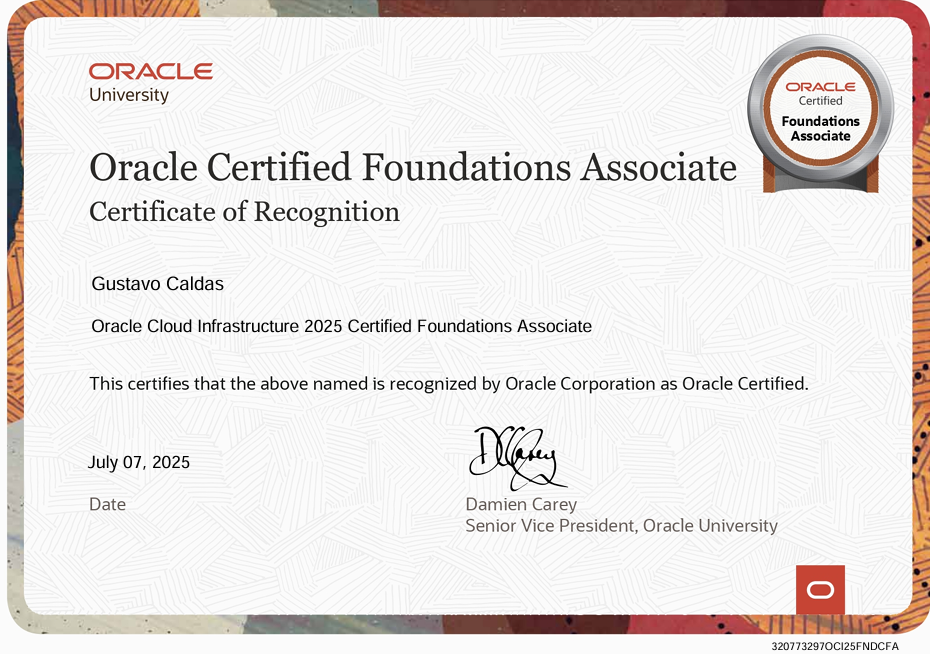 ORACLE
University
ORACLE
Certified
Foundations
Associate
Oracle Certified Foundations Associate
Certificate of Recognition
Gustavo Caldas
Oracle Cloud Infrastructure 2025 Certified Foundations Associate
This certifies that the above named is recognized by Oracle Corporation as Oracle Certified.
July 07, 2025
Date
DCarey
Damien Carey
Senior Vice President, Oracle University
320773297OCI25FNDCFA